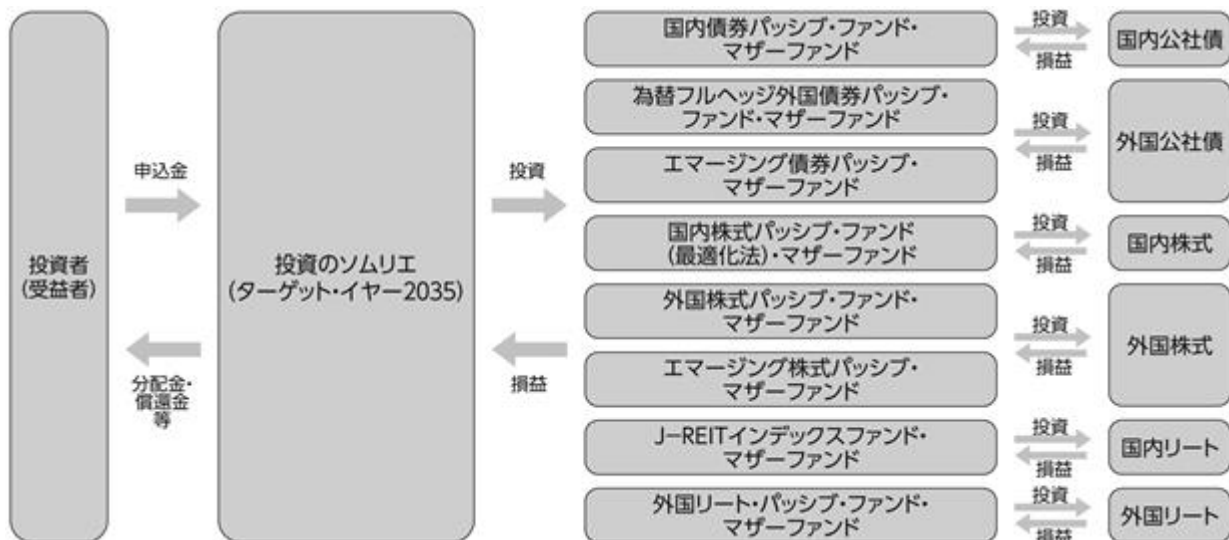 投資者
(受益者)
申込金
分配金・
償還金
等
投資のソムリエ
(ターゲット・イヤー2035)
投資
損益
国内債券パッシブ・ファンド・
マザーファンド
投資
損益
国内公社債
為替フルヘッジ外国債券パッシブ・
ファンド・マザーファンド
エマージング債券パッシブ・
マザーファンド
投資
損益
外国公社債
国内株式パッシブ・ファンド
(最適化法)・マザーファンド
投資
損益
国内株式
外国株式パッシブ・ファンド・
マザーファンド
エマージング株式パッシブ・
マザーファンド
投資
損益
外国株式
J-REITインデックスファンド・
マザーファンド
投資
損益
国内リート
外国リート・パッシブ・ファンド・
マザーファンド
投資
損益
外国リート